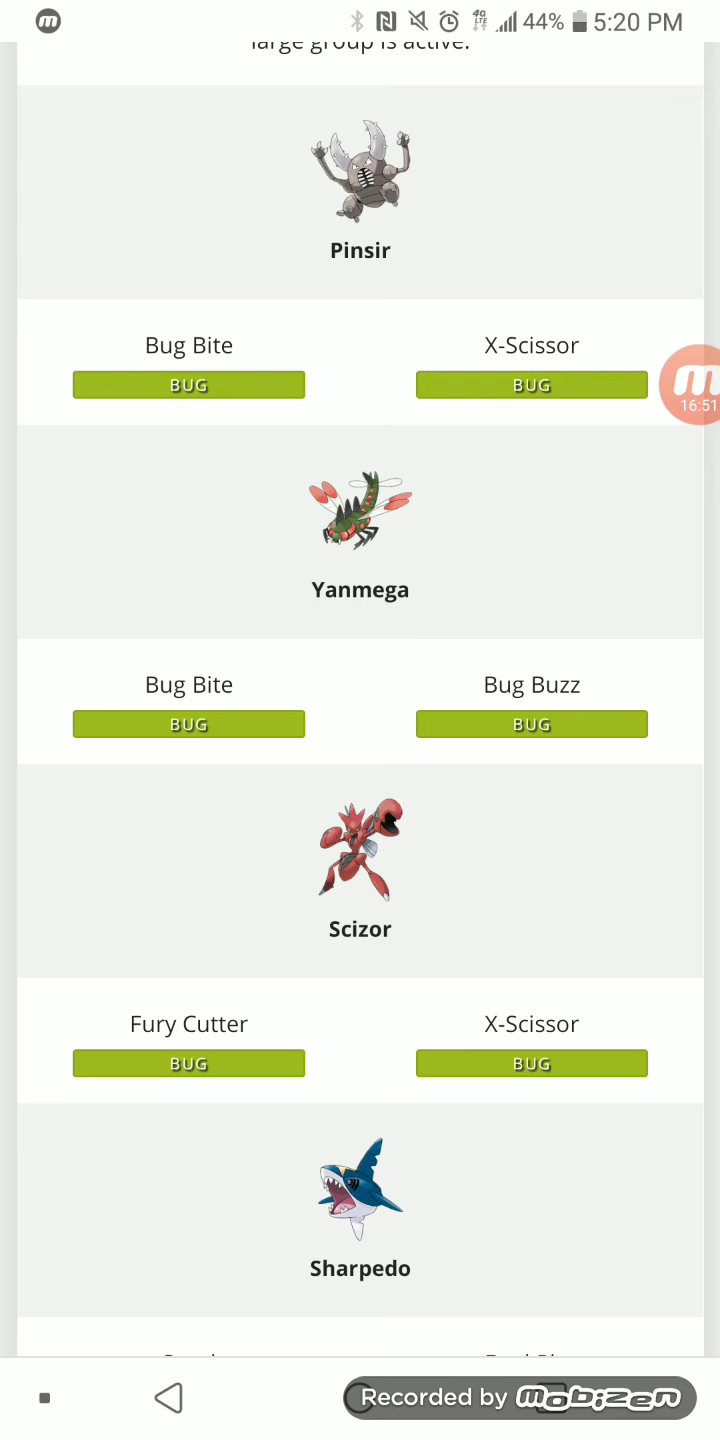 44% 5:20 PM
large group is active.
Pinsir
Bug Bite X-Scissor
BUG BUG
16:51
Yanmega
Bug Bite Bug Buzz
BUG BUG
Scizor
Fury Cutter X-Scissor
BUG BUG
Sharpedo
Recorded by mobizen